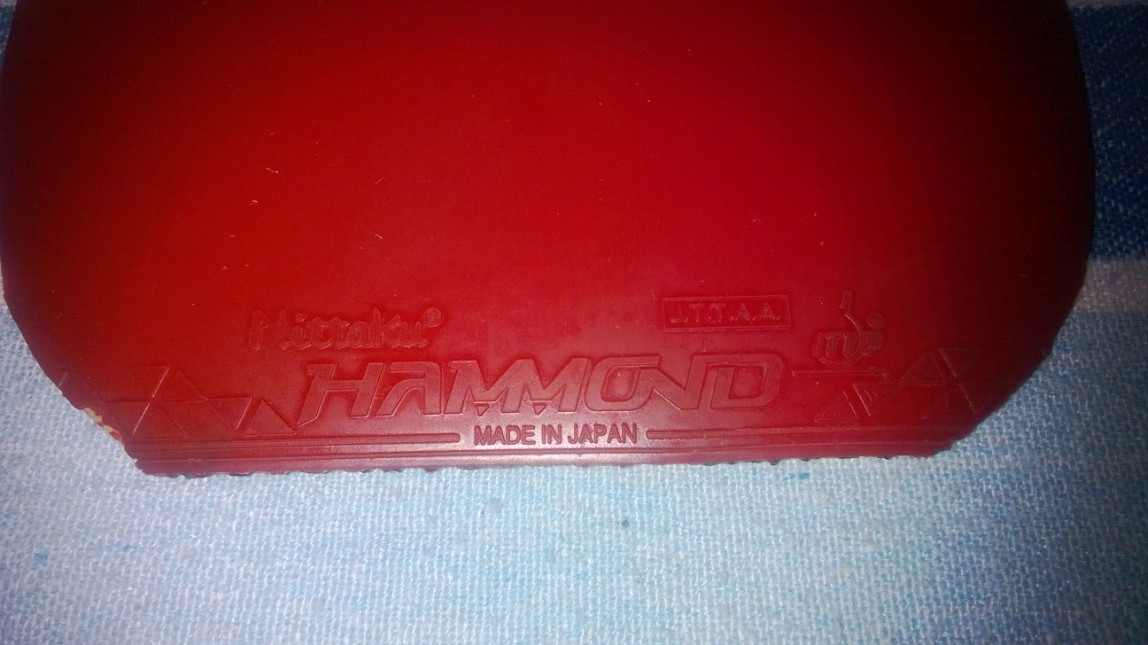 Nittaku®
J.T.T.A.A.
HAMMOND
MADE IN JAPAN